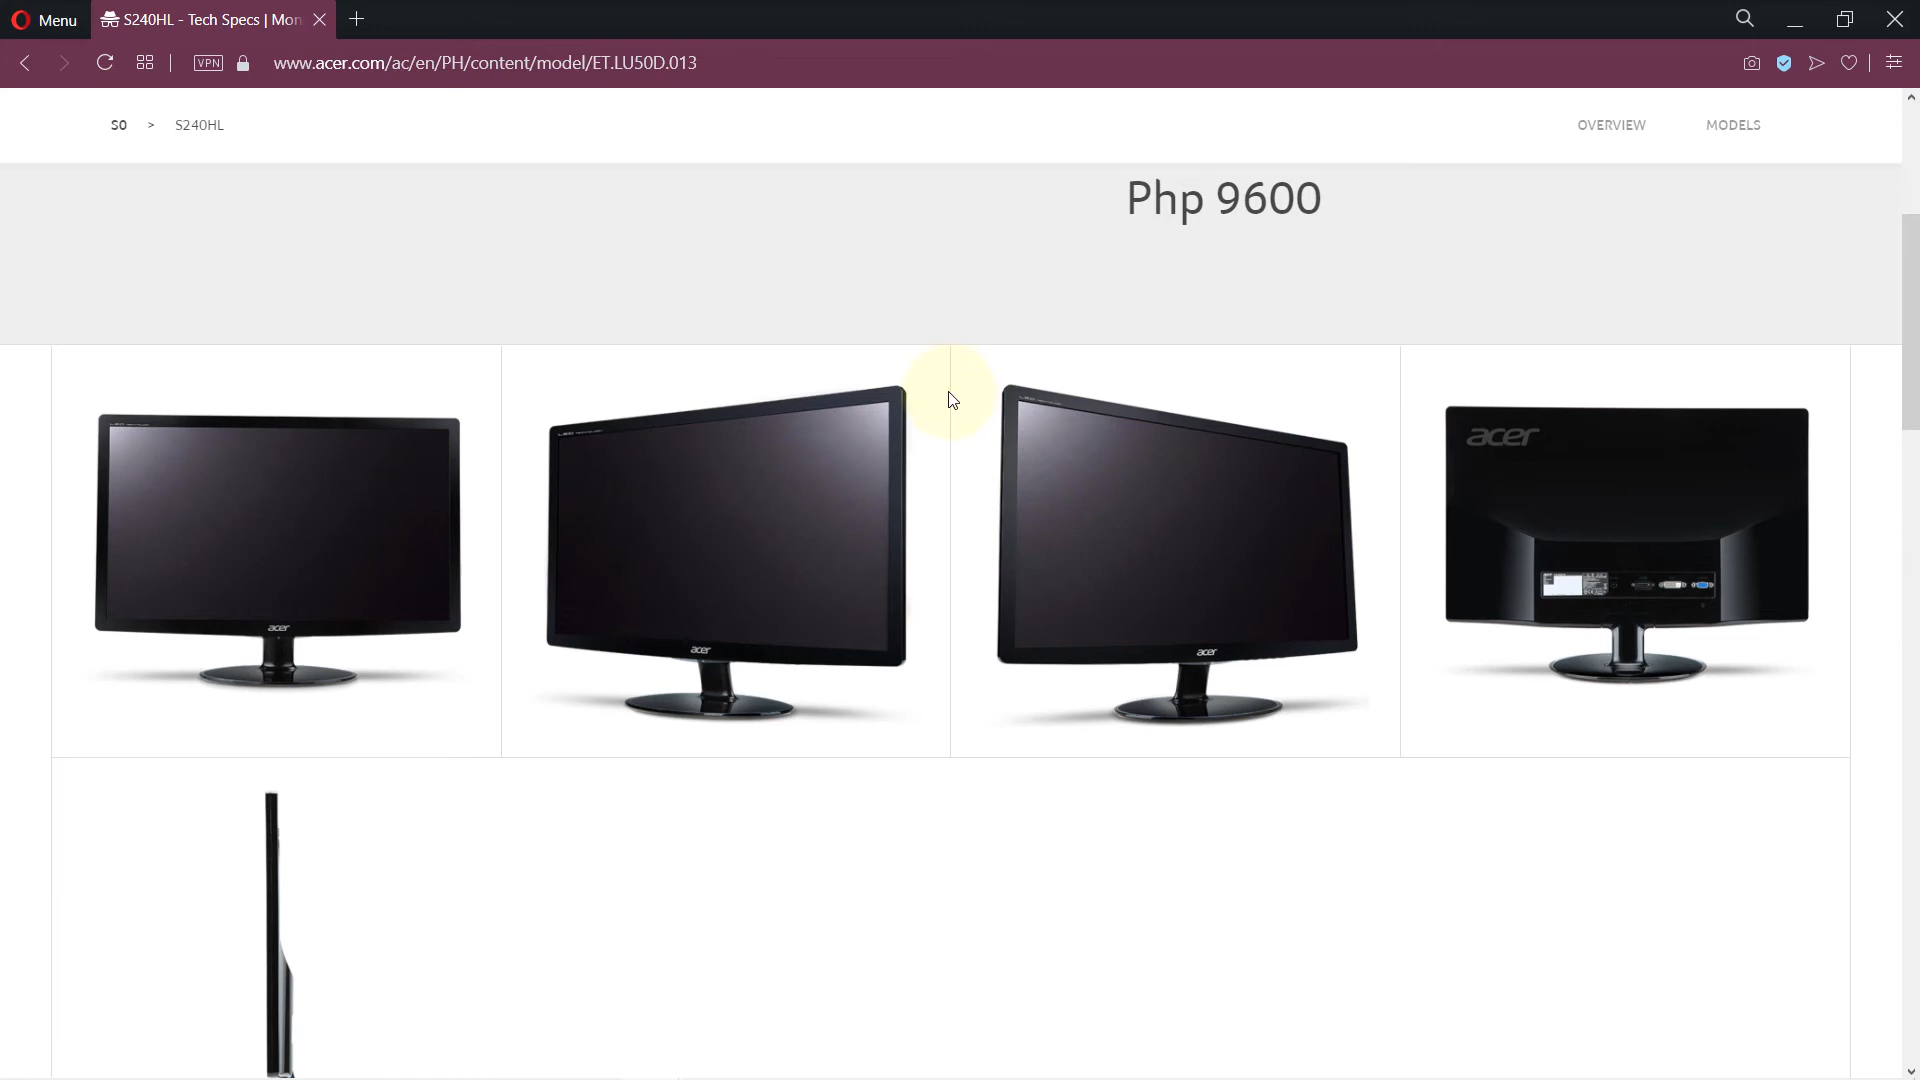 Menu
S240HL - Tech Specs | Mon
VPN
www.acer.com/ac/en/PH/content/model/ET.LU50D.013
S0 > S240HL
OVERVIEW
MODELS
Php 9600
acer
acer
acer
acer